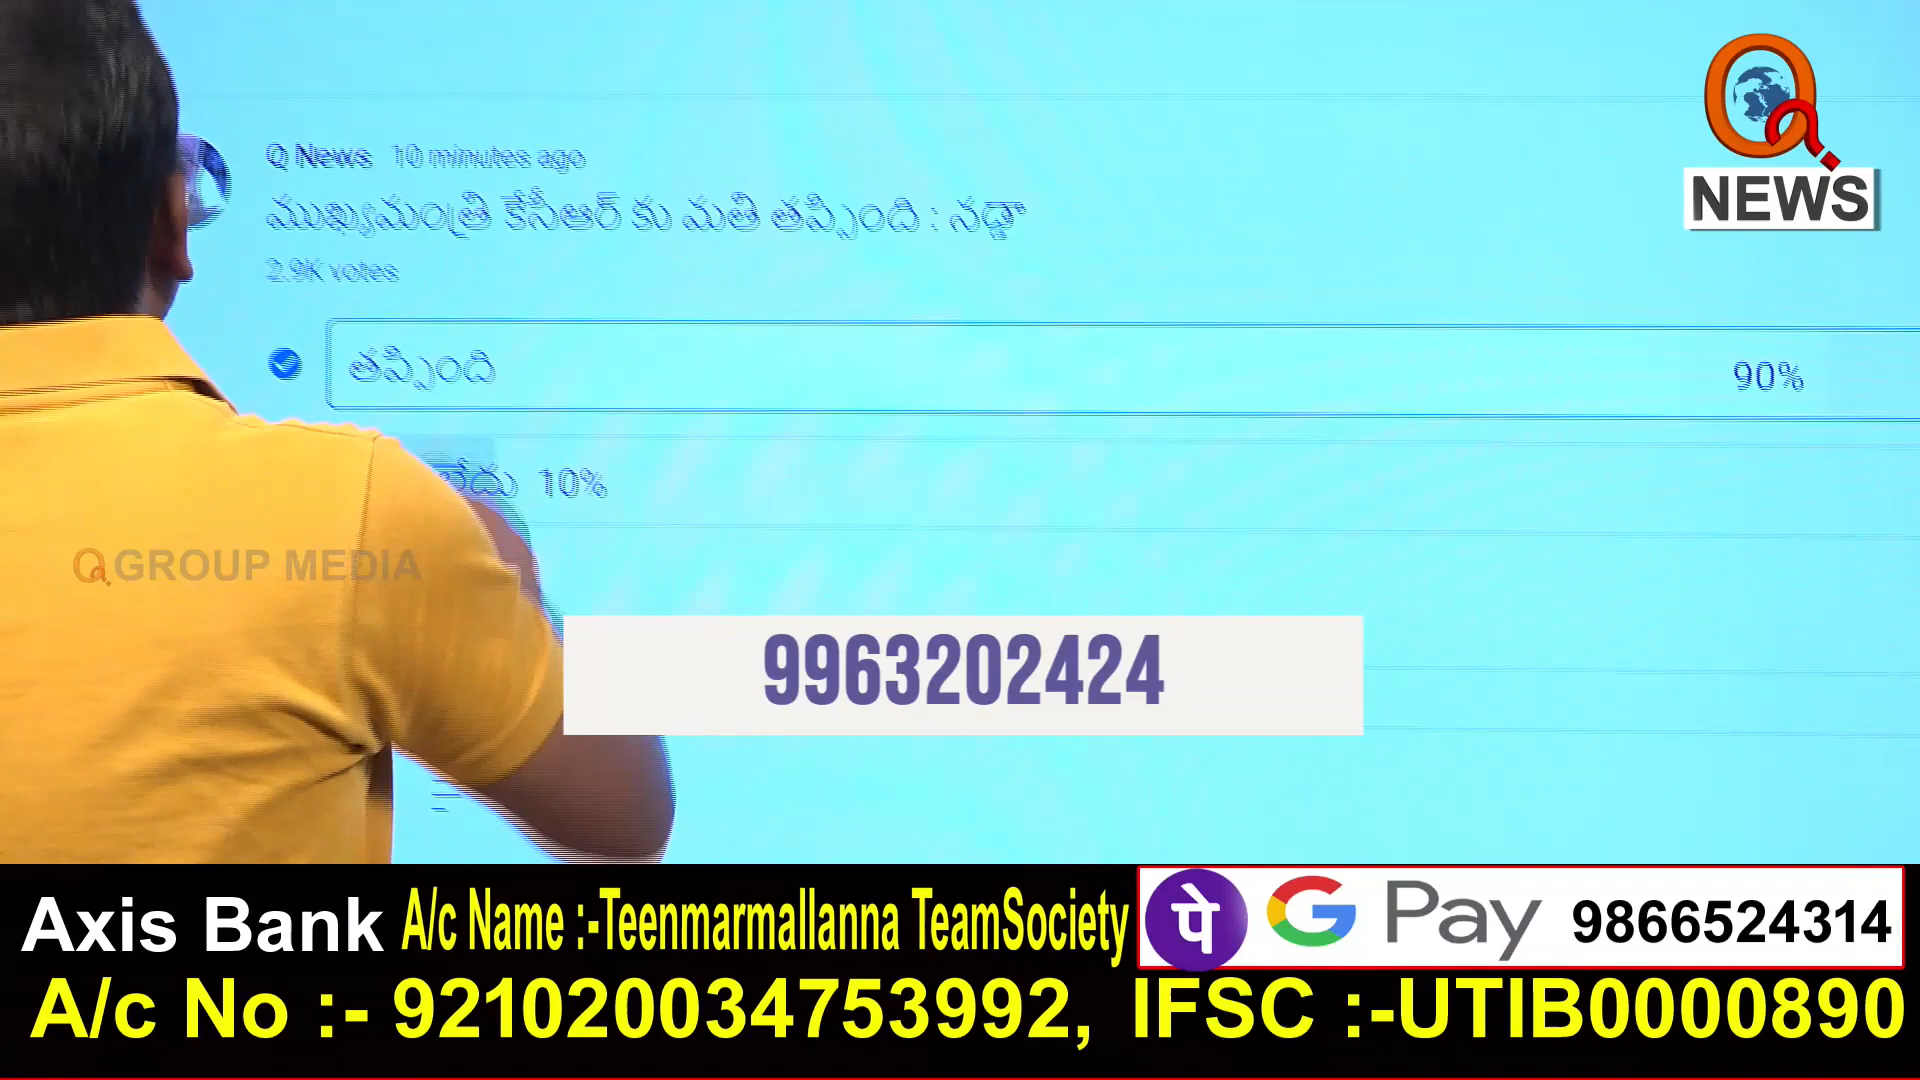 Q NEWS
Q News 10 minutes ago
ముఖ్యమంత్రి కేసీఆర్ కు మతి తప్పింది : నడ్డా
2.9K votes
తప్పింది 90%
లేదు 10%
Q GROUP MEDIA
9963202424
Axis Bank A/c Name :-Teenmarmallanna TeamSociety
पे G Pay 9866524314
A/c No :- 921020034753992, IFSC :-UTIB0000890